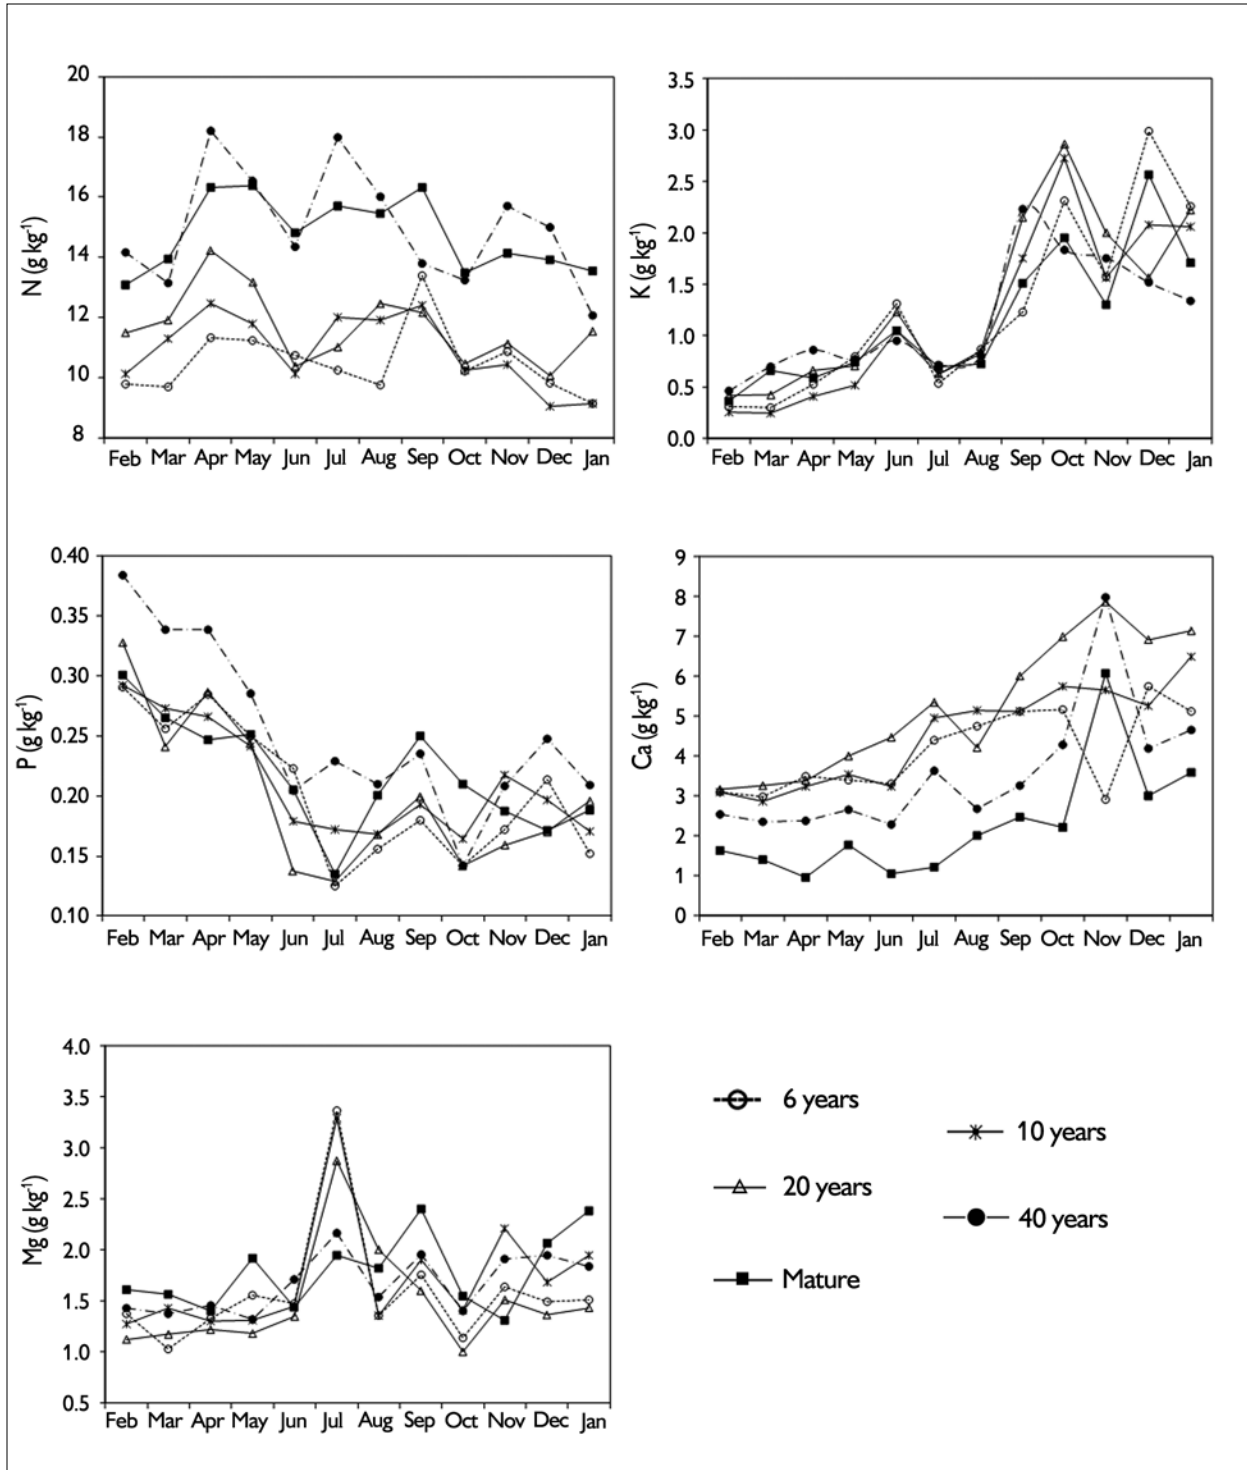 20
18
16
14
12
10
8
N (g kg⁻¹)
Feb Mar Apr May Jun Jul Aug Sep Oct Nov Dec Jan
3.5
3.0
2.5
2.0
1.5
1.0
0.5
0.0
K (g kg⁻¹)
Feb Mar Apr May Jun Jul Aug Sep Oct Nov Dec Jan
0.40
0.35
0.30
0.25
0.20
0.15
0.10
P (g kg⁻¹)
Feb Mar Apr May Jun Jul Aug Sep Oct Nov Dec Jan
9
8
7
6
5
4
3
2
1
0
Ca (g kg⁻¹)
Feb Mar Apr May Jun Jul Aug Sep Oct Nov Dec Jan
4.0
3.5
3.0
2.5
2.0
1.5
1.0
0.5
Mg (g kg⁻¹)
Feb Mar Apr May Jun Jul Aug Sep Oct Nov Dec Jan
6 years
10 years
20 years
40 years
Mature